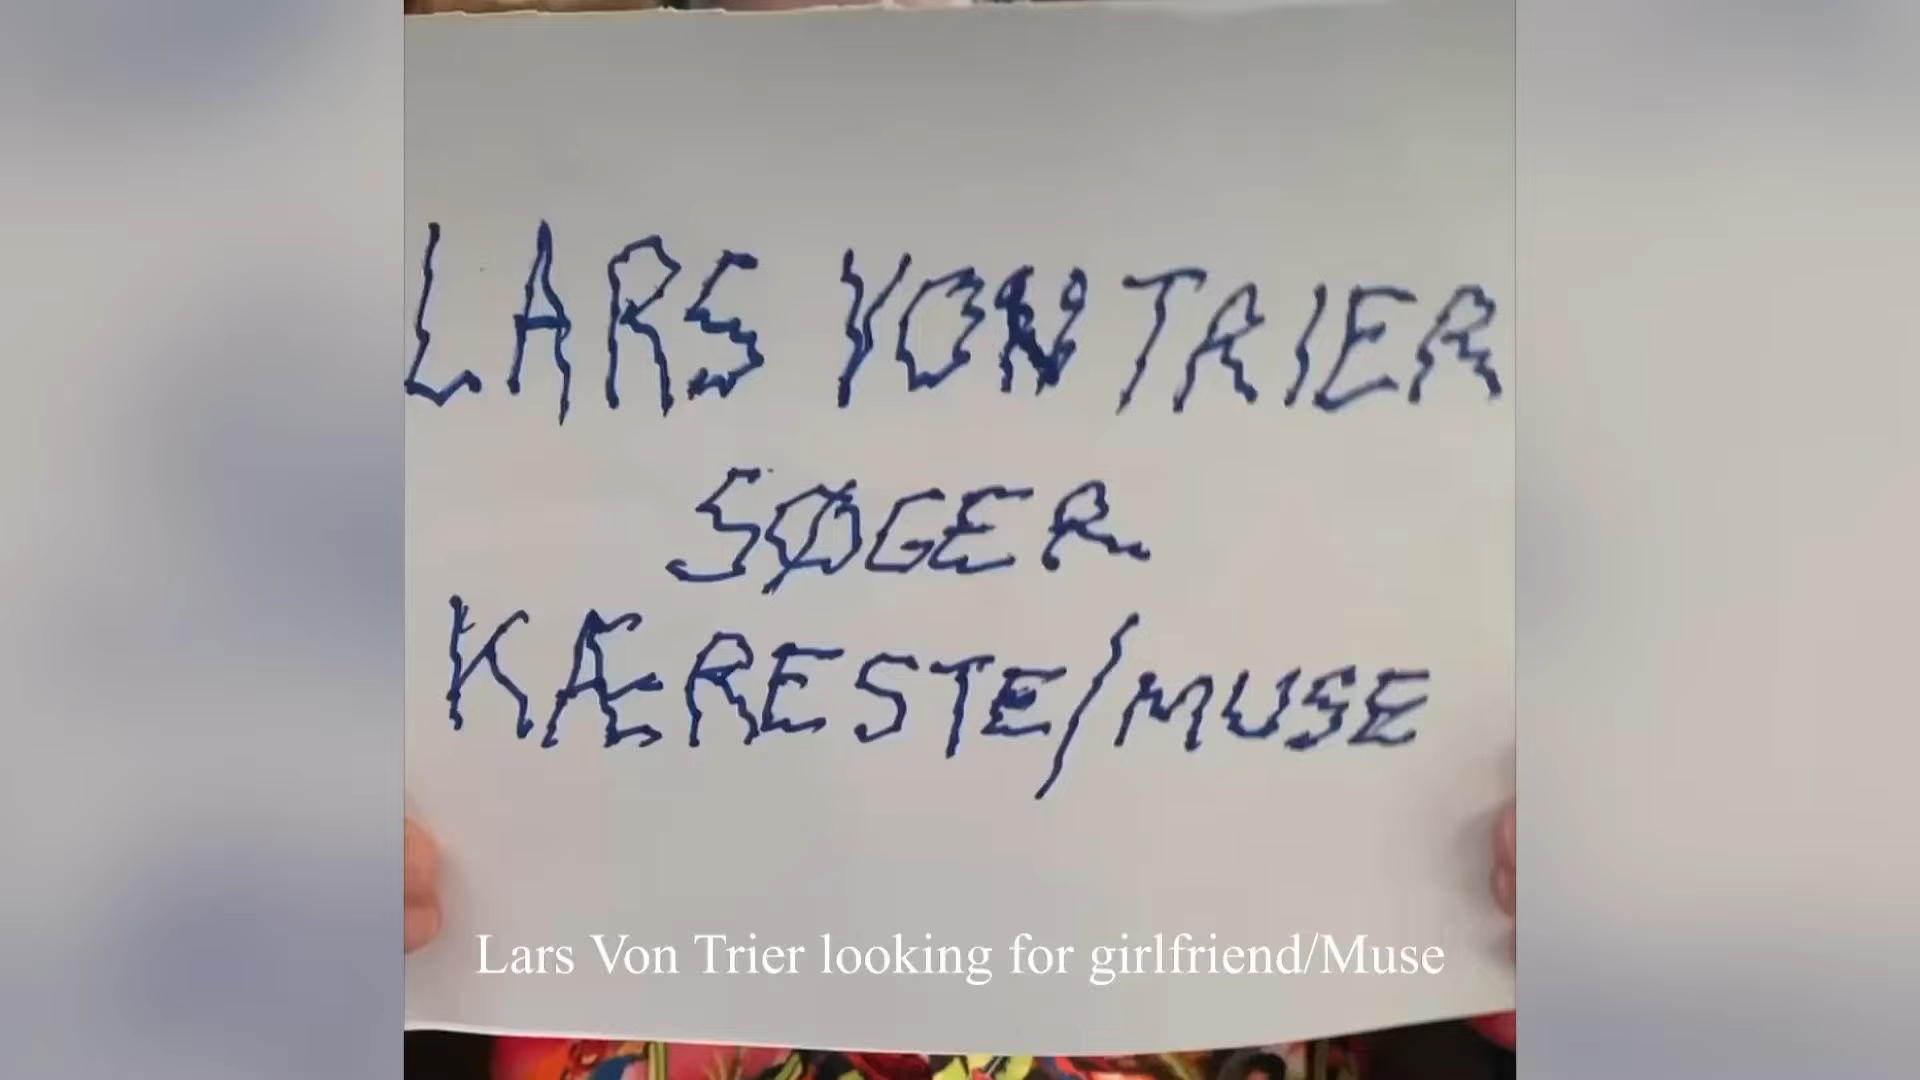 LARS VON TRIER
SØGER
KÆRESTE/MUSE
Lars Von Trier looking for girlfriend/Muse